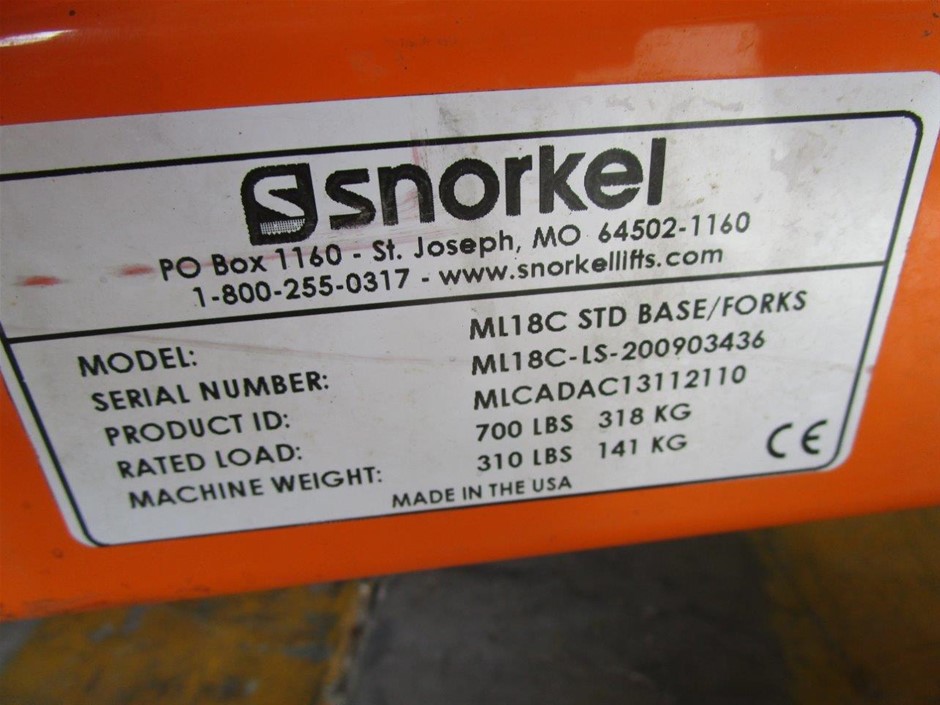 snorkel
PO Box 1160 - St. Joseph, MO 64502-1160
1-800-255-0317 - www.snorkellifts.com
MODEL: ML18C STD BASE/FORKS
SERIAL NUMBER: ML18C-LS-200903436
PRODUCT ID: MLCADAC13112110
RATED LOAD: 700 LBS 318 KG
MACHINE WEIGHT: 310 LBS 141 KG
MADE IN THE USA CE